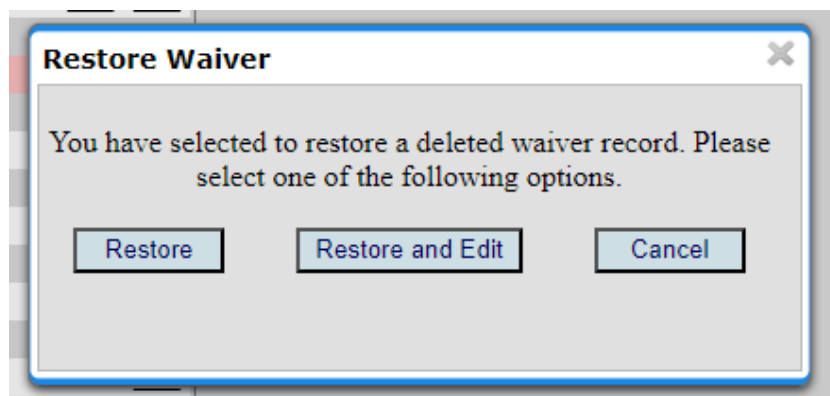 Restore Waiver
You have selected to restore a deleted waiver record. Please
select one of the following options.
Restore Restore and Edit Cancel